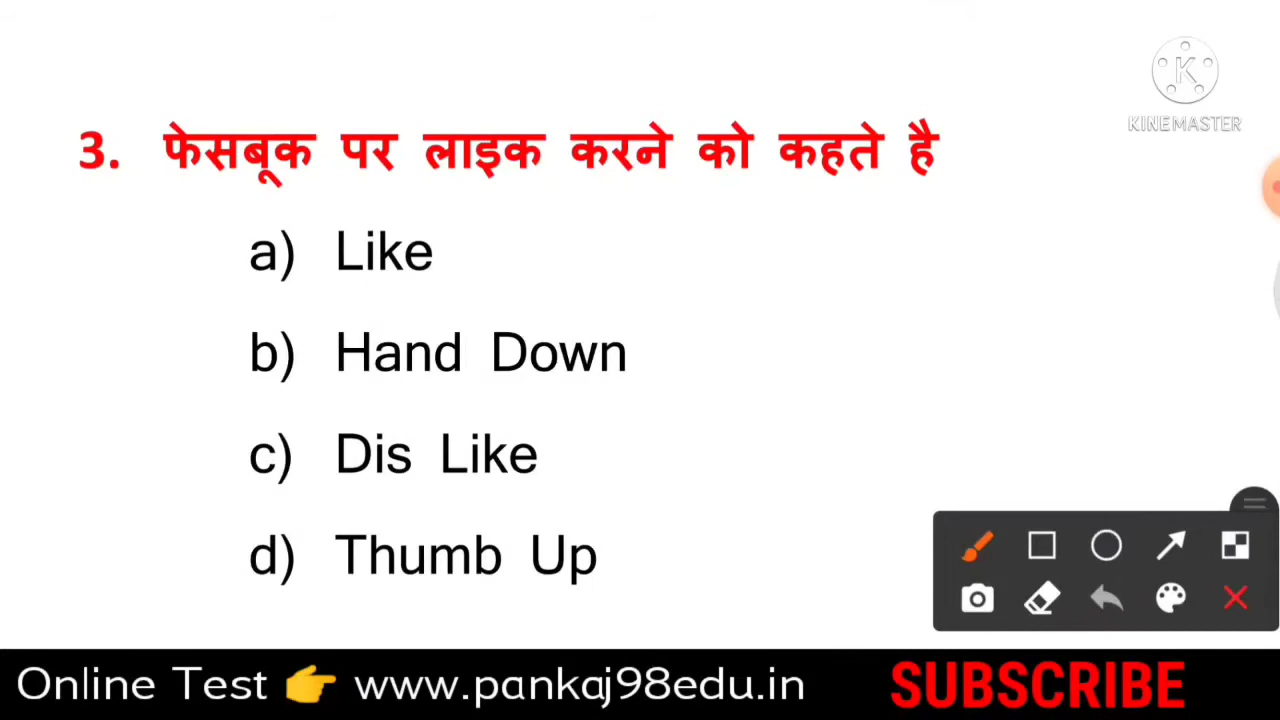 KINEMASTER
3. फेसबूक पर लाइक करने को कहते है
a) Like
b) Hand Down
c) Dis Like
d) Thumb Up
Online Test 👉 www.pankaj98edu.in SUBSCRIBE